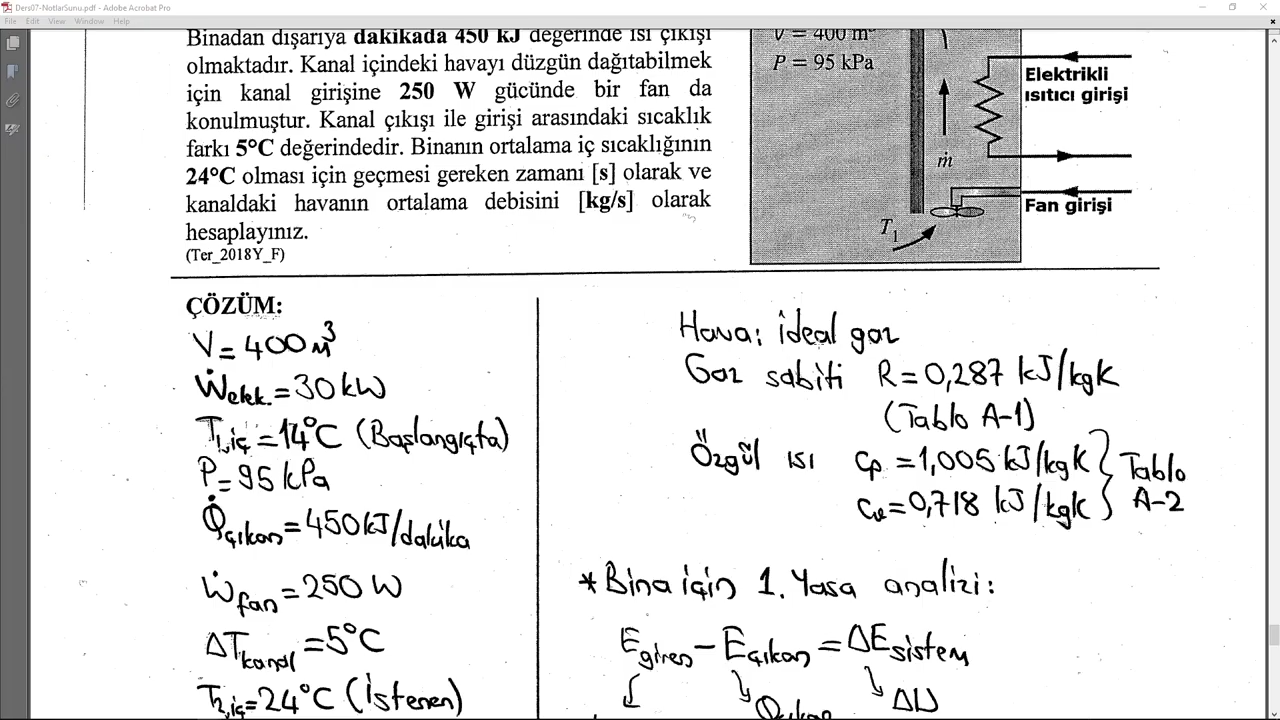 Ders07-NotlarSunu.pdf - Adobe Acrobat Pro
File Edit View Window Help
Binadan dışarıya dakikada 450 kJ değerinde ısı çıkışı
olmaktadır. Kanal içindeki havayı düzgün dağıtabilmek
için kanal girişine 250 W gücünde bir fan da
konulmuştur. Kanal çıkışı ile girişi arasındaki sıcaklık
farkı 5°C değerindedir. Binanın ortalama iç sıcaklığının
24°C olması için geçmesi gereken zamanı [s] olarak ve
kanaldaki havanın ortalama debisini [kg/s] olarak
hesaplayınız.
(Ter_2018Y_F)
V = 400 m³
P = 95 kPa
Elektrikli
ısıtıcı girişi
ṁ
Fan girişi
T₁
ÇÖZÜM:
V = 400 m³
Ẇelek. = 30 kW
T₁,iç = 14°C (Başlangıçta)
P = 95 kPa
Q̇çıkan = 450 kJ/dakika
Ẇfan = 250 W
ΔTkanal = 5°C
T₂,iç = 24°C (İstenen)
Hava: ideal gaz
Gaz sabiti R = 0,287 kJ/kgK
(Tablo A-1)
Özgül ısı cp = 1,005 kJ/kgK } Tablo
cv = 0,718 kJ/kgK } A-2
* Bina için 1. Yasa analizi:
Egiren - Eçıkan = ΔEsistem
Qçıkan ΔU